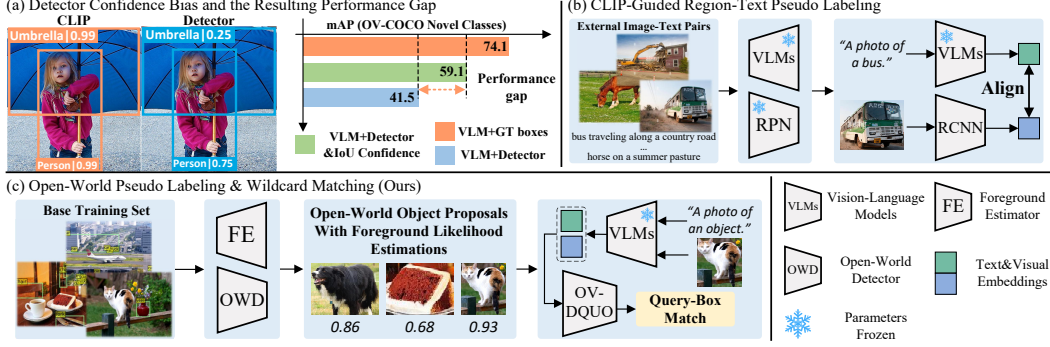 (a) Detector Confidence Bias and the Resulting Performance Gap
CLIP
Detector
Umbrella|0.99
Person|0.99
Umbrella|0.25
Person|0.75
mAP (OV-COCO Novel Classes)
74.1
59.1
41.5
Performance
gap
VLM+Detector
&IoU Confidence
VLM+GT boxes
VLM+Detector
(b) CLIP-Guided Region-Text Pseudo Labeling
External Image-Text Pairs
bus traveling along a country road
...
horse on a summer pasture
VLMs
RPN
"A photo of
a bus."
VLMs
RCNN
Align
(c) Open-World Pseudo Labeling & Wildcard Matching (Ours)
Base Training Set
FE
OWD
Open-World Object Proposals
With Foreground Likelihood
Estimations
0.86
0.68
0.93
VLMs
"A photo of
an object."
OV-
DQUO
Query-Box
Match
VLMs
Vision-Language
Models
FE
Foreground
Estimator
OWD
Open-World
Detector
Text&Visual
Embeddings
Parameters
Frozen